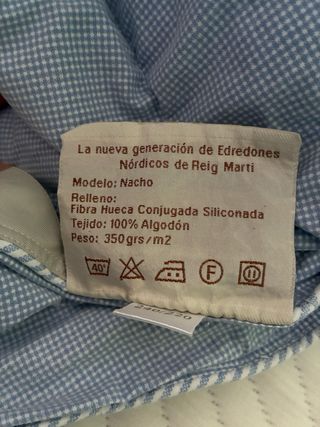 La nueva generación de Edredones
Nórdicos de Reig Marti
Modelo: Nacho
Relleno:
Fibra Hueca Conjugada Siliconada
Tejido: 100% Algodón
Peso: 350grs/m2
40°
F